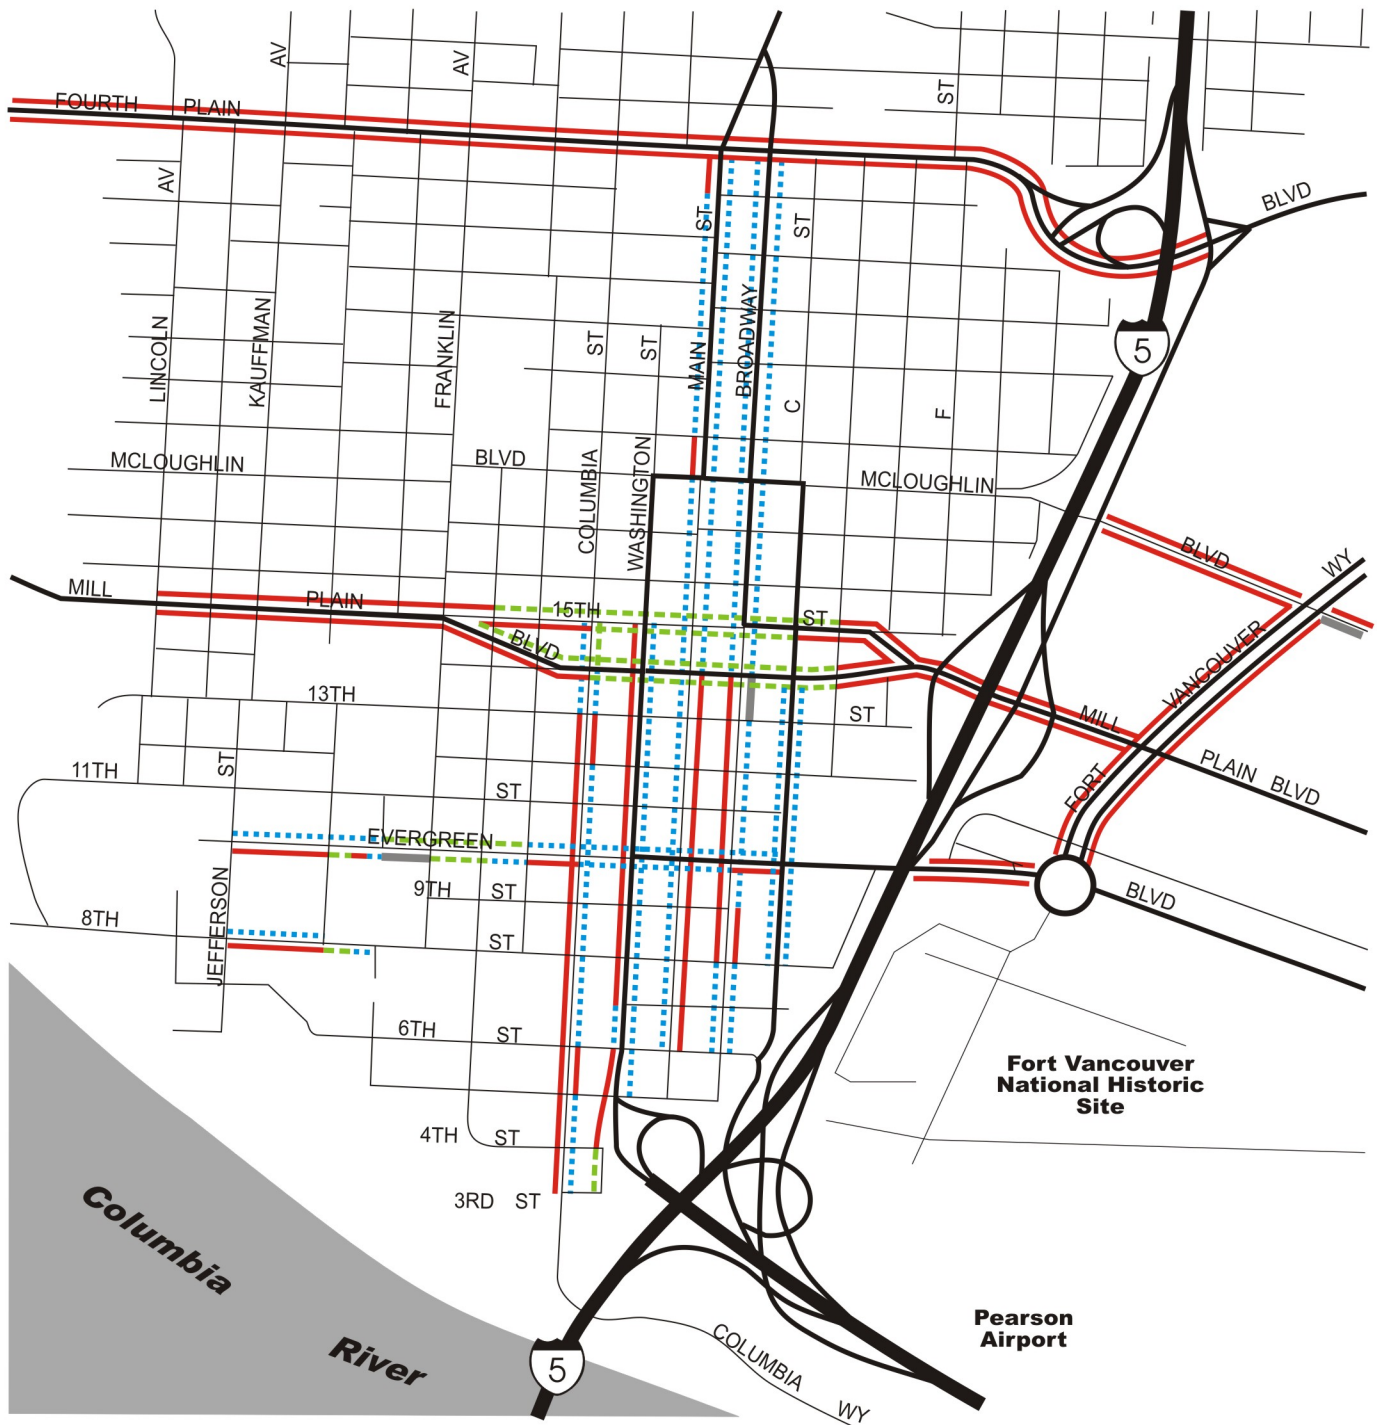 AV
AV
ST
FOURTH PLAIN
AV
BLVD
ST
ST
LINCOLN
KAUFFMAN
FRANKLIN
ST
ST
MAIN
BROADWAY
C
F
5
MCLOUGHLIN
BLVD
COLUMBIA
WASHINGTON
MCLOUGHLIN
BLVD
WY
MILL
PLAIN
15TH
ST
BLVD
VANCOUVER
13TH
ST
MILL
PLAIN BLVD
11TH
ST
ST
FORT
EVERGREEN
JEFFERSON
9TH ST
BLVD
8TH
ST
6TH ST
Fort Vancouver
National Historic
Site
4TH ST
3RD ST
Columbia
River
Pearson
Airport
5
COLUMBIA
WY